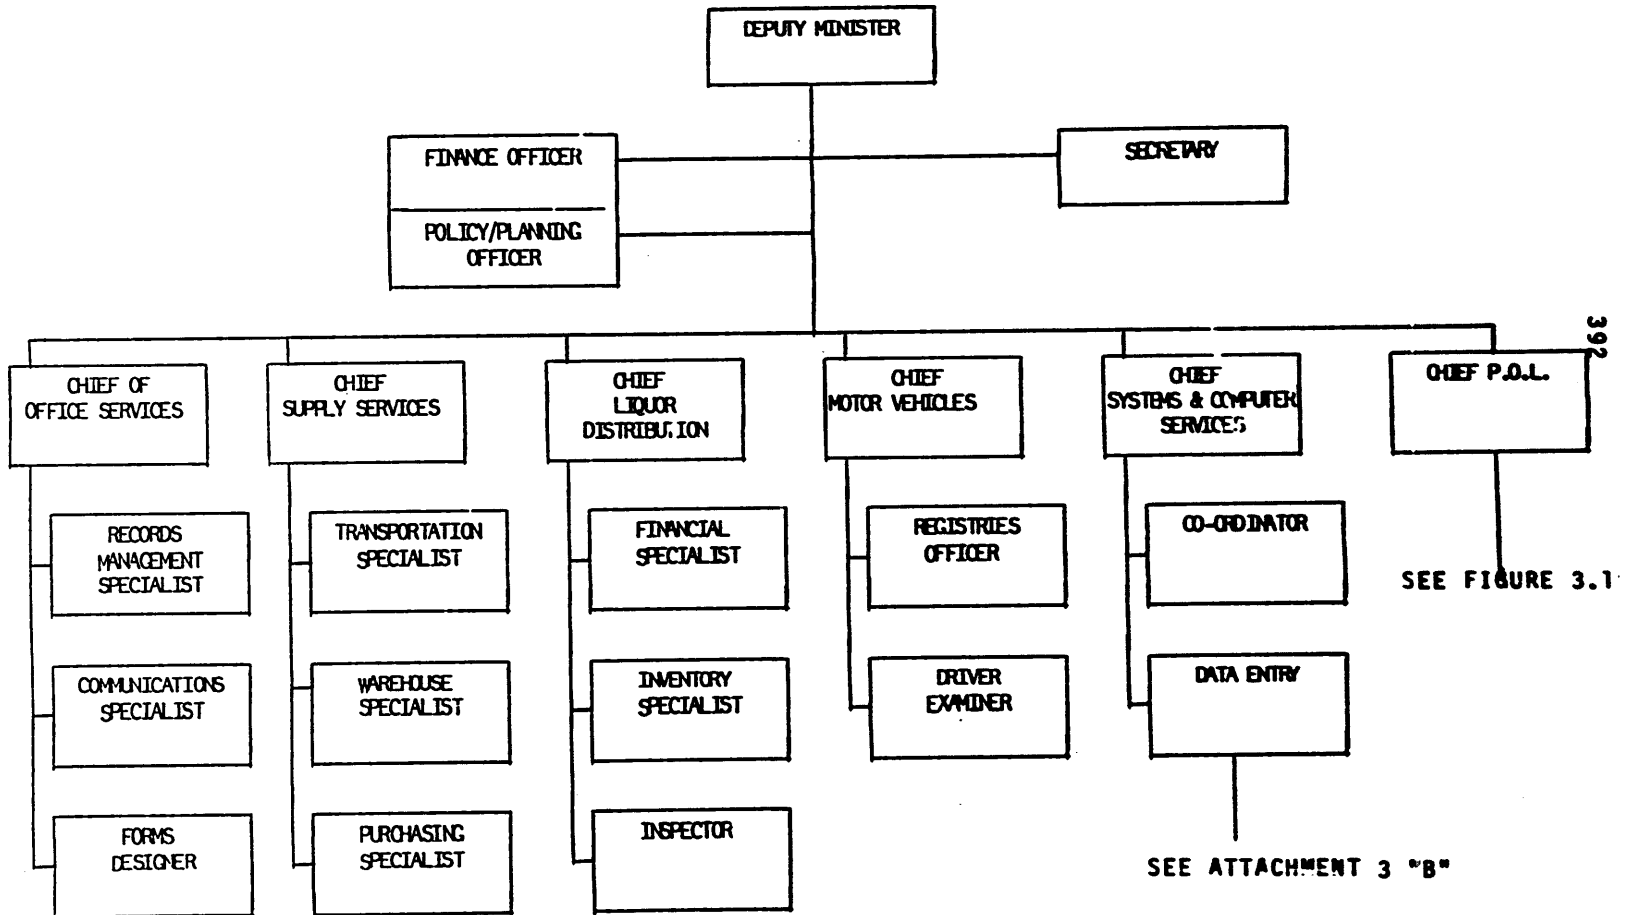 DEPUTY MINISTER
FINANCE OFFICER
SECRETARY
POLICY/PLANNING
OFFICER
392
CHIEF OF
OFFICE SERVICES
CHIEF
SUPPLY SERVICES
CHIEF
LIQUOR
DISTRIBUTION
CHIEF
MOTOR VEHICLES
CHIEF
SYSTEMS & COMPUTER
SERVICES
CHIEF P.O.L.
RECORDS
MANAGEMENT
SPECIALIST
TRANSPORTATION
SPECIALIST
FINANCIAL
SPECIALIST
REGISTRIES
OFFICER
CO-ORDINATOR
SEE FIGURE 3.1
COMMUNICATIONS
SPECIALIST
WAREHOUSE
SPECIALIST
INVENTORY
SPECIALIST
DRIVER
EXAMINER
DATA ENTRY
FORMS
DESIGNER
PURCHASING
SPECIALIST
INSPECTOR
SEE ATTACHMENT 3 "B"